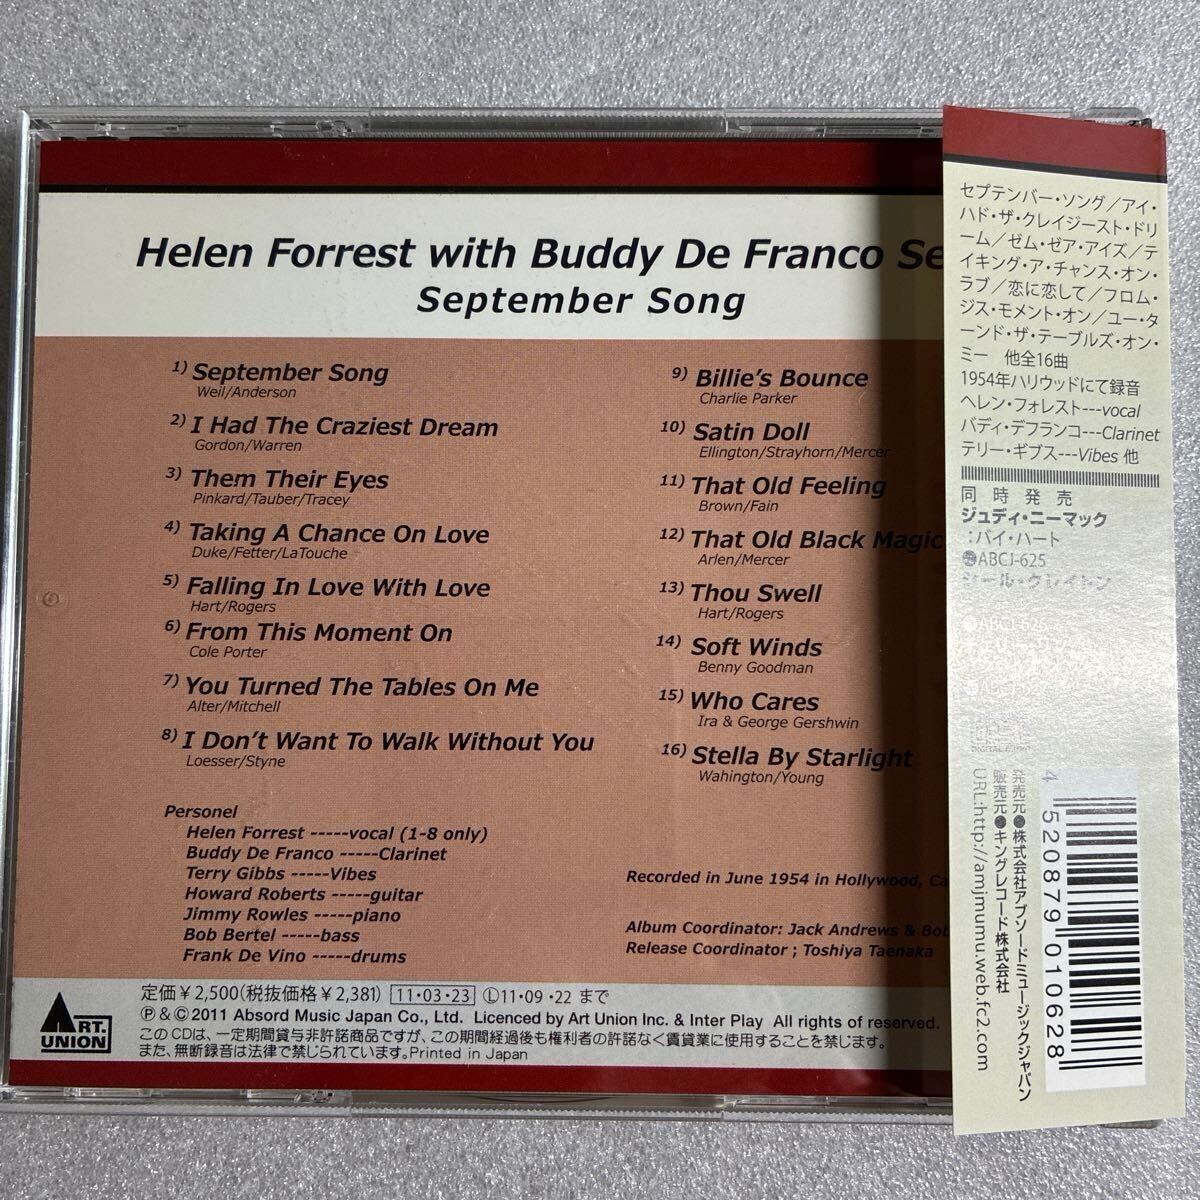 Helen Forrest with Buddy De Franco Se
September Song
1) September Song
Weil/Anderson
2) I Had The Craziest Dream
Gordon/Warren
3) Them Their Eyes
Pinkard/Tauber/Tracey
4) Taking A Chance On Love
Duke/Fetter/LaTouche
5) Falling In Love With Love
Hart/Rogers
6) From This Moment On
Cole Porter
7) You Turned The Tables On Me
Alter/Mitchell
8) I Don't Want To Walk Without You
Loesser/Styne
9) Billie's Bounce
Charlie Parker
10) Satin Doll
Ellington/Strayhorn/Mercer
11) That Old Feeling
Brown/Fain
12) That Old Black Magic
Arlen/Mercer
13) Thou Swell
Hart/Rogers
14) Soft Winds
Benny Goodman
15) Who Cares
Ira & George Gershwin
16) Stella By Starlight
Wahington/Young
Personel
Helen Forrest -----vocal (1-8 only)
Buddy De Franco -----Clarinet
Terry Gibbs -----Vibes
Howard Roberts -----guitar
Jimmy Rowles -----piano
Bob Bertel -----bass
Frank De Vino -----drums
Recorded in June 1954 in Hollywood, Ca
Album Coordinator: Jack Andrews & Bob
Release Coordinator ; Toshiya Taenaka
定価￥2,500(税抜価格￥2,381) 11・03・23 Ⓛ11・09・22 まで
Ⓟ & ©2011 Absord Music Japan Co., Ltd. Licenced by Art Union Inc. & Inter Play All rights of reserved.
このCDは、一定期間貸与非許諾商品ですが、この期間経過後も権利者の許諾なく賃貸業に使用することを禁じます。
また、無断録音は法律で禁じられています。Printed in Japan
ART.
UNION
セプテンバー・ソング／アイ・
ハド・ザ・クレイジースト・ドリ
ーム／ゼム・ゼア・アイズ／テ
イキング・ア・チャンス・オン・
ラブ／恋に恋して／フロム・
ジス・モメント・オン／ユー・タ
ーンド・ザ・テーブルズ・オン・
ミー 他全16曲
1954年ハリウッドにて録音
ヘレン・フォレスト---vocal
バディ・デフランコ---Clarinet
テリー・ギブス---Vibes 他
同時発売
ジュディ・ニーマック
：バイ・ハート
●ABCJ-625
●ABCJ-626
発売元●株式会社アブソードミュージックジャパン
販売元●キングレコード株式会社
URL:http://amjmumu.web.fc2.com
4 520879 010628